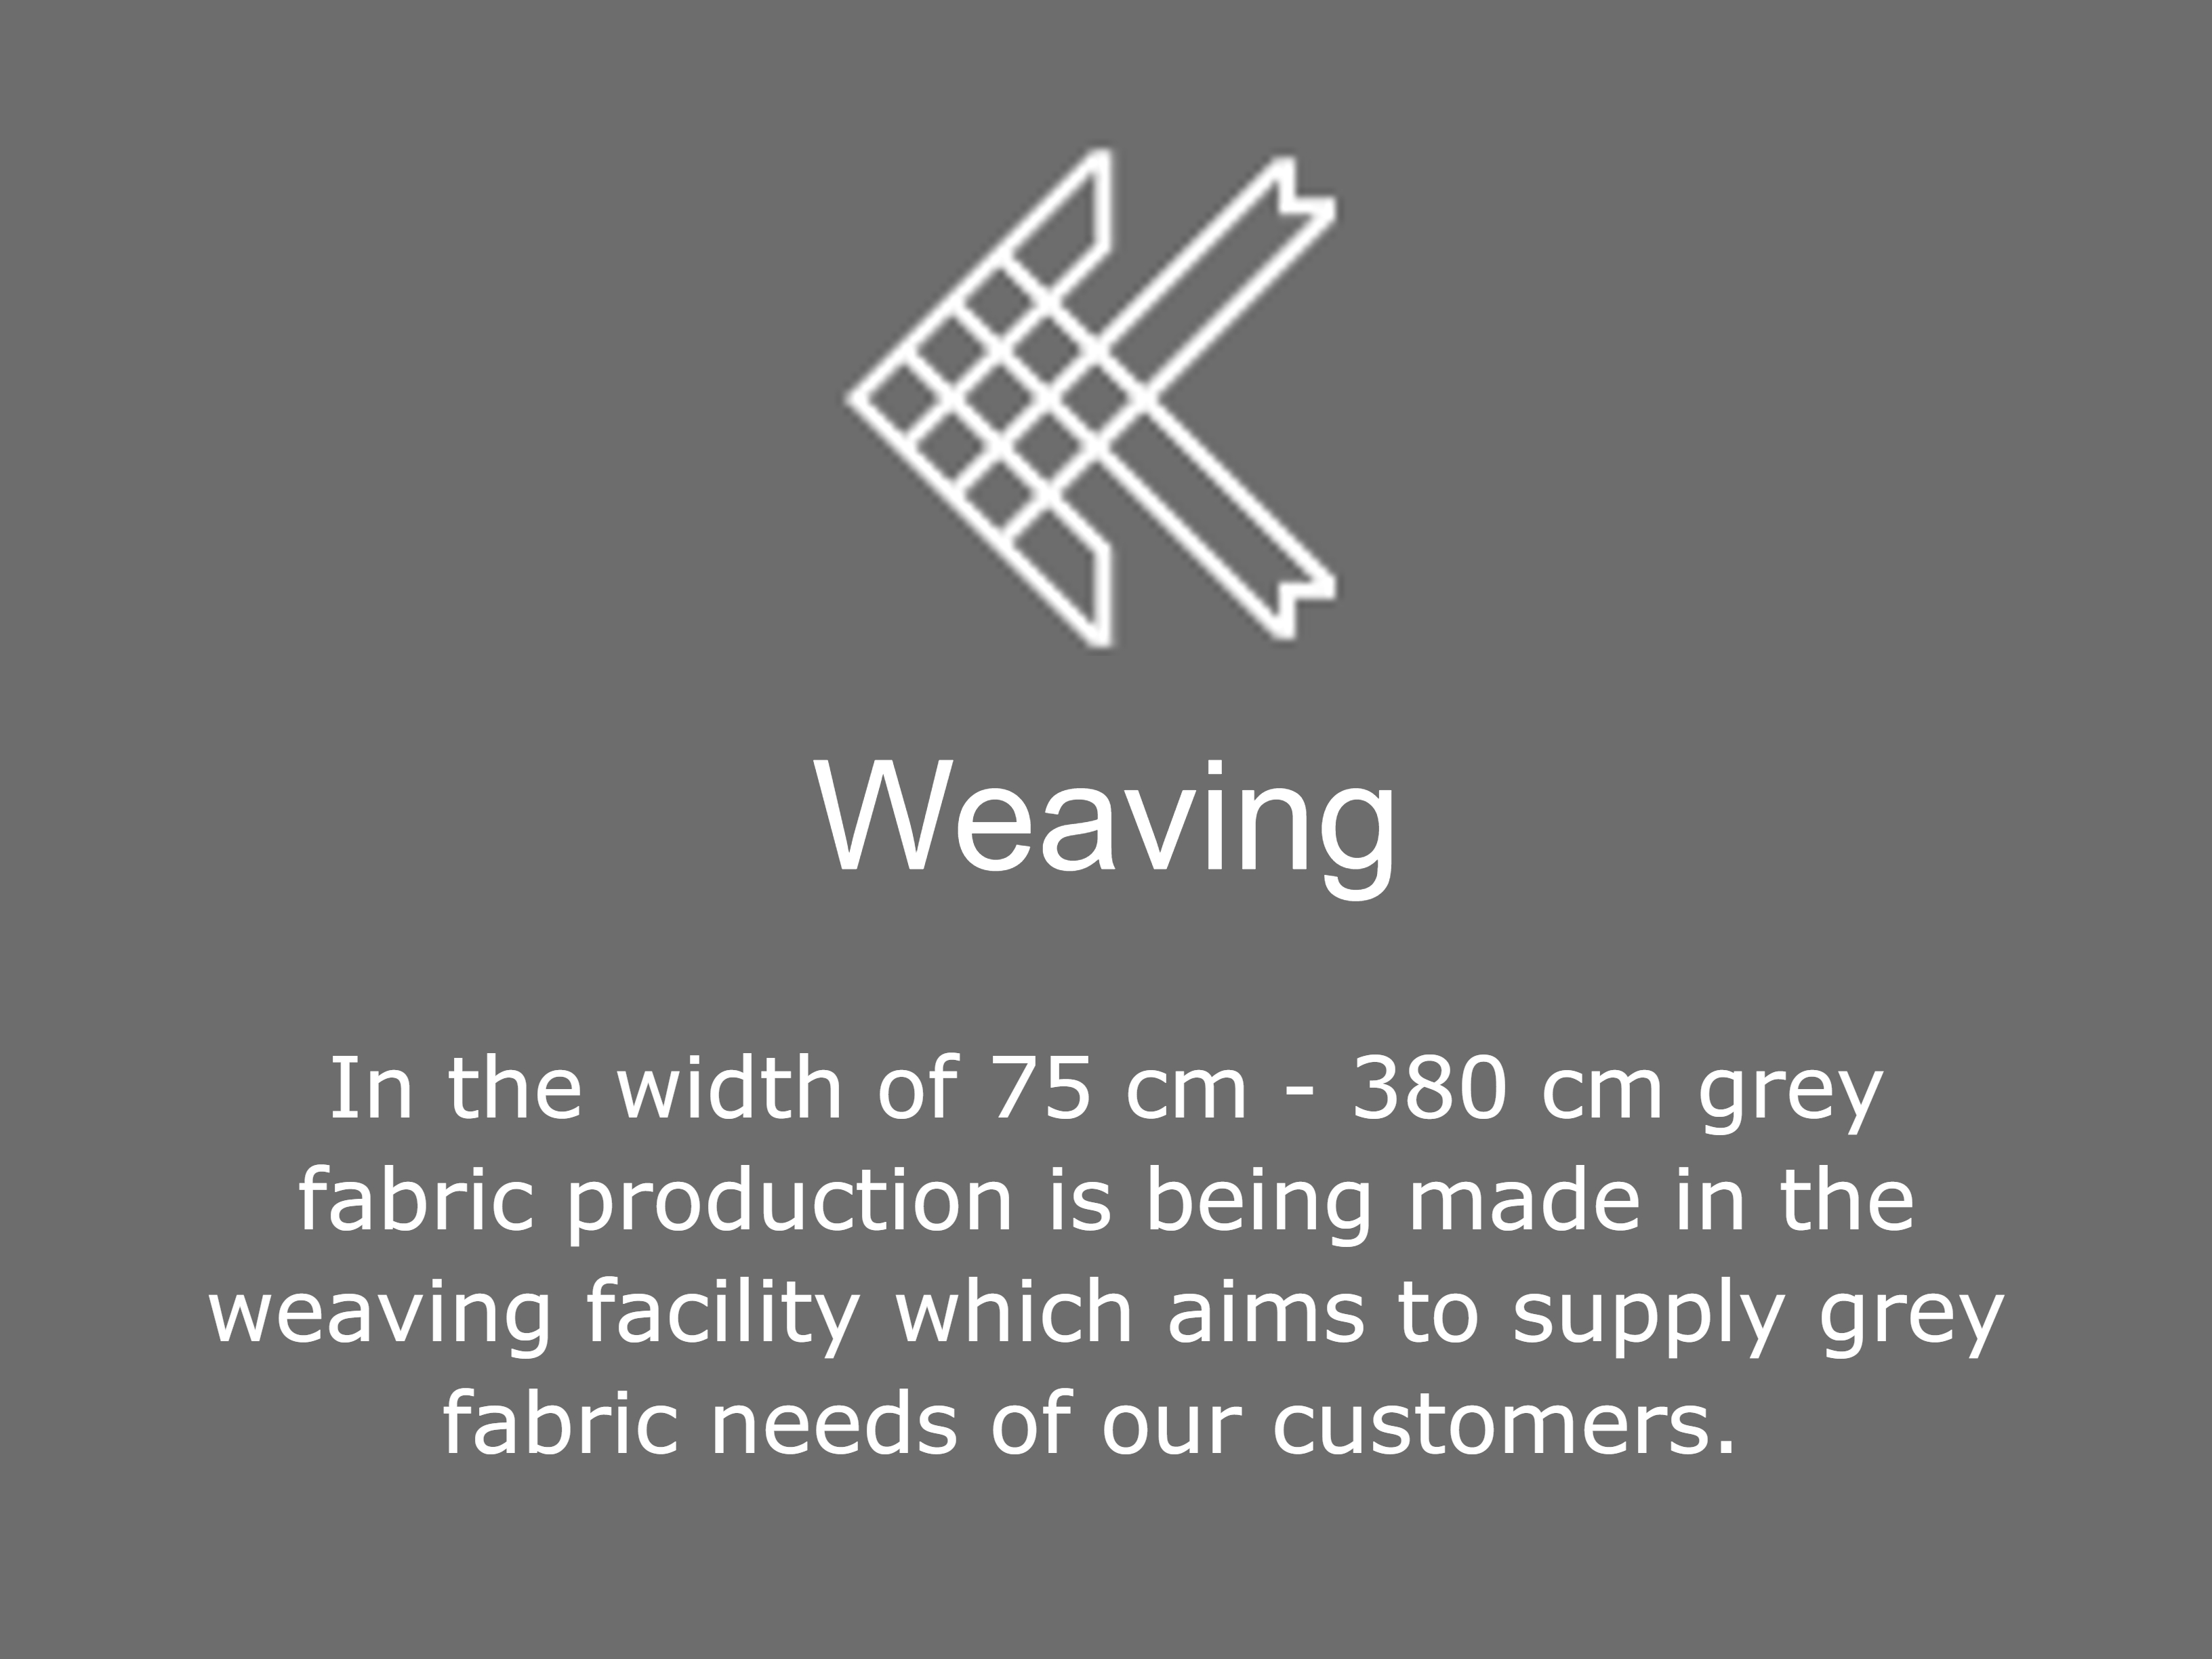 Weaving
In the width of 75 cm - 380 cm grey
fabric production is being made in the
weaving facility which aims to supply grey
fabric needs of our customers.